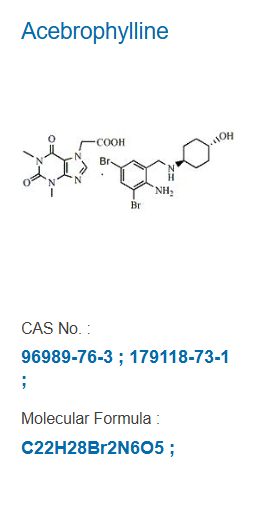 Acebrophylline
O
N
N
COOH
O
N
N
Br
NH₂
Br
N
H
OH
CAS No. :
96989-76-3 ; 179118-73-1
;
Molecular Formula :
C22H28Br2N6O5 ;